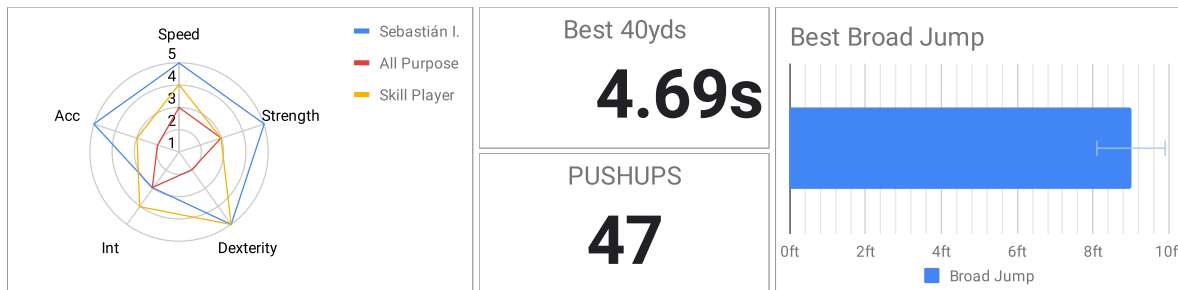 Speed
5
4
3
2
1
Acc
Strength
Int
Dexterity
Sebastián I.
All Purpose
Skill Player
Best 40yds
4.69s
PUSHUPS
47
Best Broad Jump
0ft 2ft 4ft 6ft 8ft 10f
Broad Jump